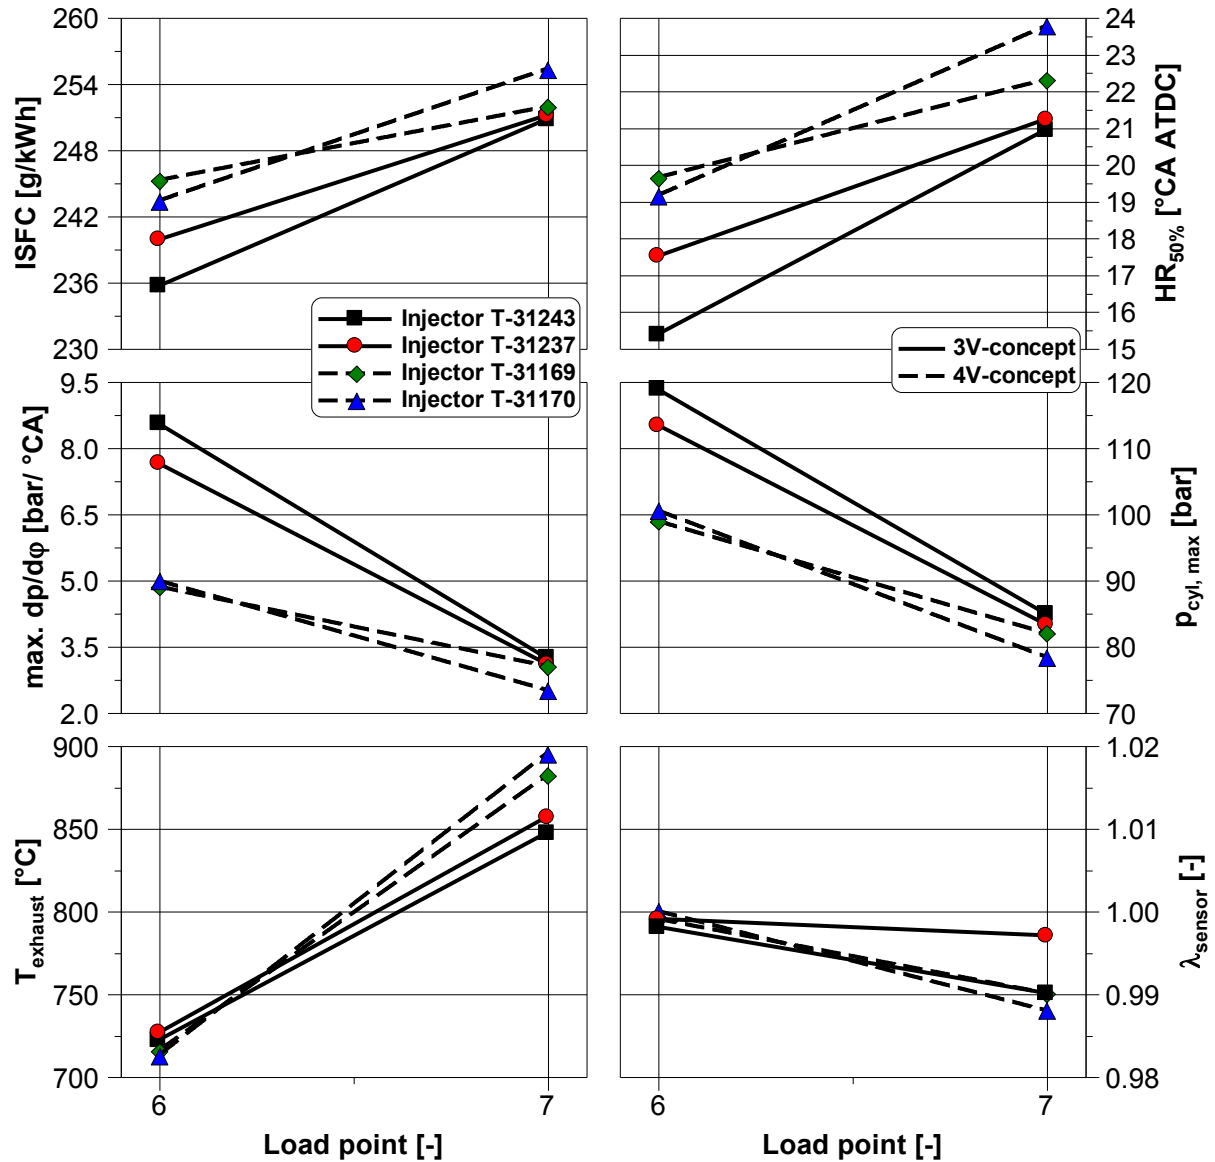 260
254
248
242
236
230
ISFC [g/kWh]
24
23
22
21
20
19
18
17
16
15
HR50% [°CA ATDC]
Injector T-31243
Injector T-31237
Injector T-31169
Injector T-31170
3V-concept
4V-concept
9.5
8.0
6.5
5.0
3.5
2.0
max. dp/dφ [bar/ °CA]
120
110
100
90
80
70
pcyl, max [bar]
900
850
800
750
700
Texhaust [°C]
1.02
1.01
1.00
0.99
0.98
λsensor [-]
6 7
Load point [-]
6 7
Load point [-]